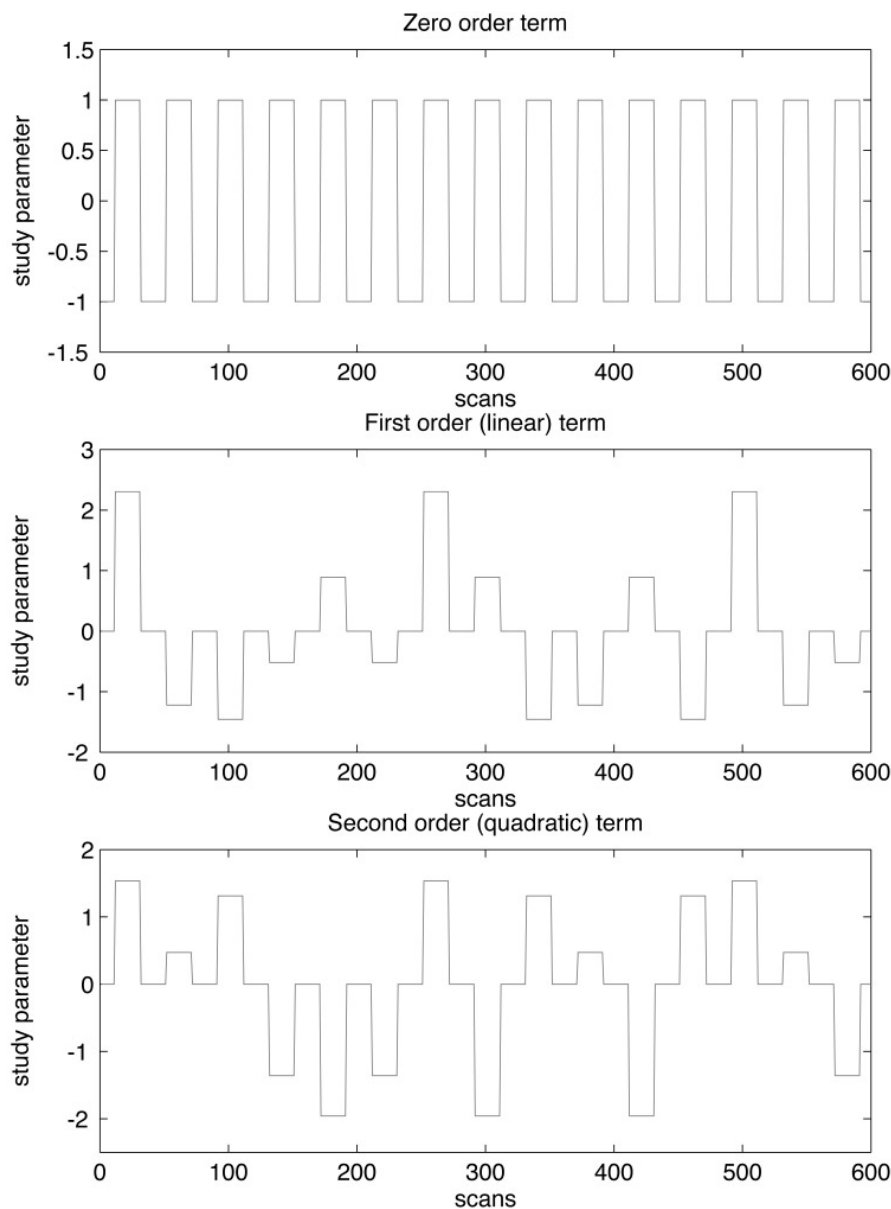 Zero order term
1.5
1
0.5
0
-0.5
-1
-1.5
study parameter
0 100 200 300 400 500 600
scans
First order (linear) term
3
2
1
0
-1
-2
study parameter
0 100 200 300 400 500 600
scans
Second order (quadratic) term
2
1
0
-1
-2
study parameter
0 100 200 300 400 500 600
scans